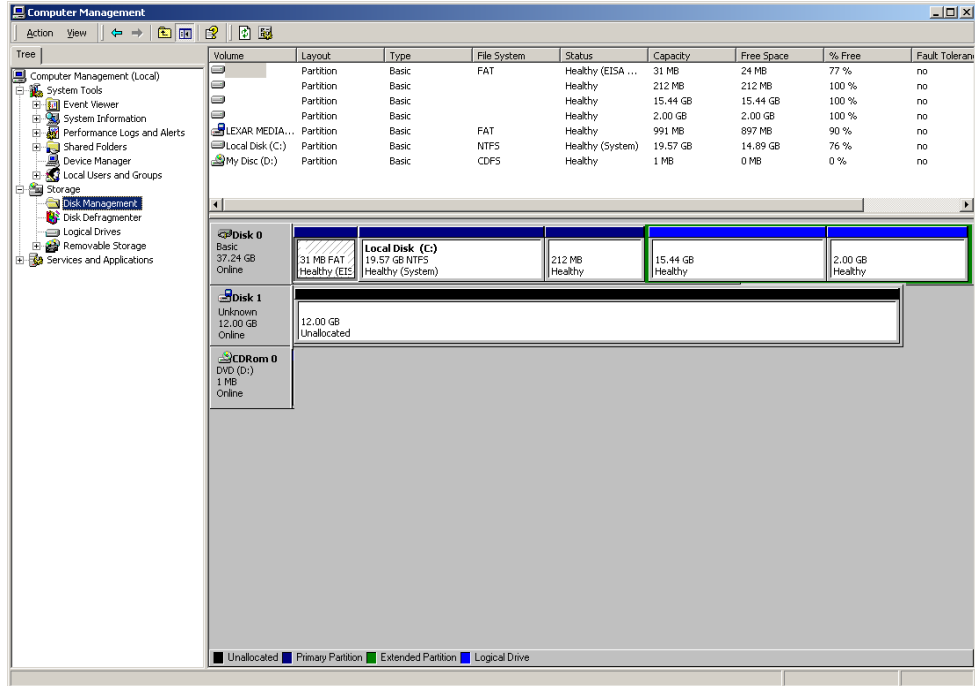 Computer Management
Action View
Tree
Computer Management (Local)
System Tools
Event Viewer
System Information
Performance Logs and Alerts
Shared Folders
Device Manager
Local Users and Groups
Storage
Disk Management
Disk Defragmenter
Logical Drives
Removable Storage
Services and Applications
Volume Layout Type File System Status Capacity Free Space % Free Fault Toleran
Partition Basic FAT Healthy (EISA ... 31 MB 24 MB 77 % no
Partition Basic Healthy 212 MB 212 MB 100 % no
Partition Basic Healthy 15.44 GB 15.44 GB 100 % no
Partition Basic Healthy 2.00 GB 2.00 GB 100 % no
LEXAR MEDIA... Partition Basic FAT Healthy 991 MB 897 MB 90 % no
Local Disk (C:) Partition Basic NTFS Healthy (System) 19.57 GB 14.89 GB 76 % no
My Disc (D:) Partition Basic CDFS Healthy 1 MB 0 MB 0 % no
Disk 0
Basic
37.24 GB
Online
31 MB FAT
Healthy (EIS
Local Disk (C:)
19.57 GB NTFS
Healthy (System)
212 MB
Healthy
15.44 GB
Healthy
2.00 GB
Healthy
Disk 1
Unknown
12.00 GB
Online
12.00 GB
Unallocated
CDRom 0
DVD (D:)
1 MB
Online
Unallocated Primary Partition Extended Partition Logical Drive